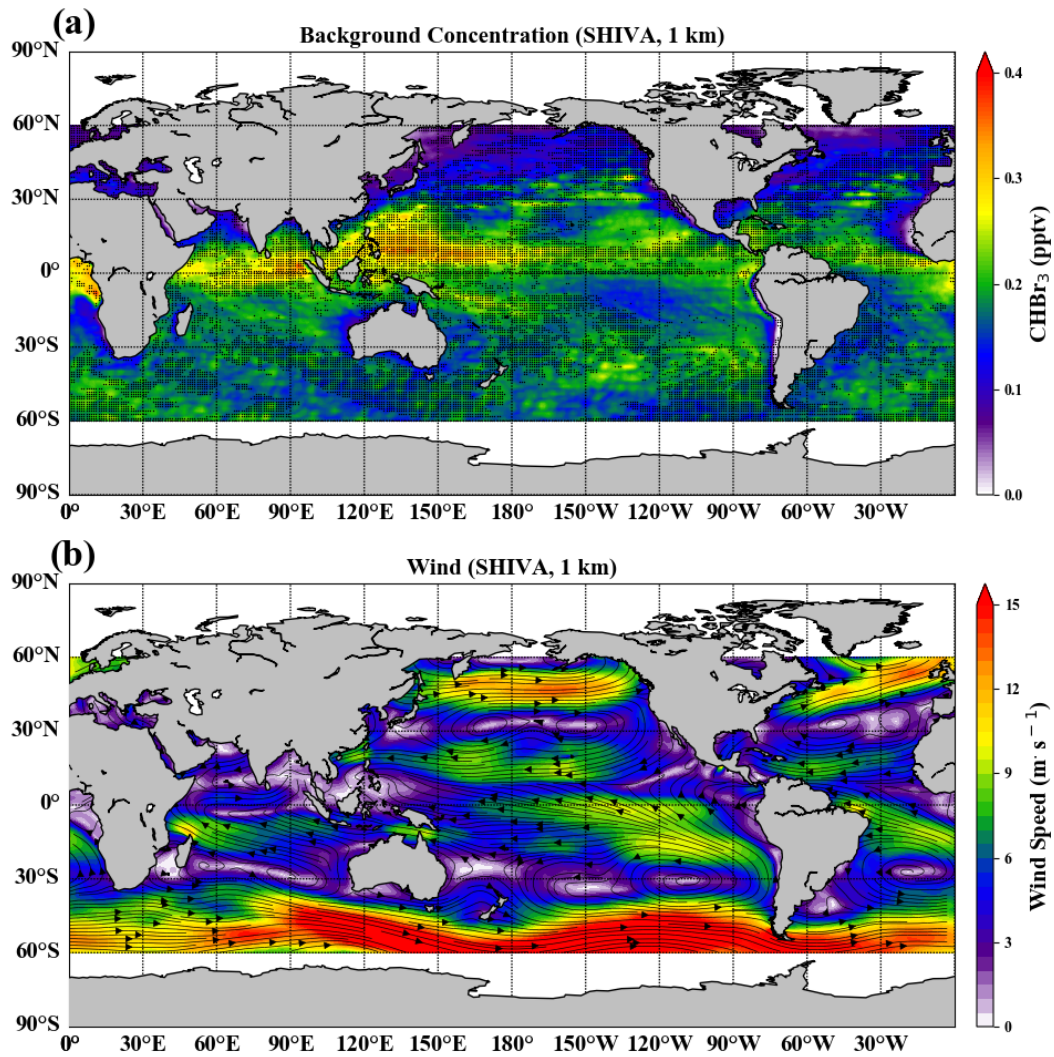 (a)
Background Concentration (SHIVA, 1 km)
90°N
60°N
30°N
0°
30°S
60°S
90°S
0° 30°E 60°E 90°E 120°E 150°E 180° 150°W 120°W 90°W 60°W 30°W
0.4
0.3
0.2
0.1
0.0
CHBr₃ (pptv)
(b)
Wind (SHIVA, 1 km)
90°N
60°N
30°N
0°
30°S
60°S
90°S
0° 30°E 60°E 90°E 120°E 150°E 180° 150°W 120°W 90°W 60°W 30°W
15
12
9
6
3
0
Wind Speed (m· s⁻¹)